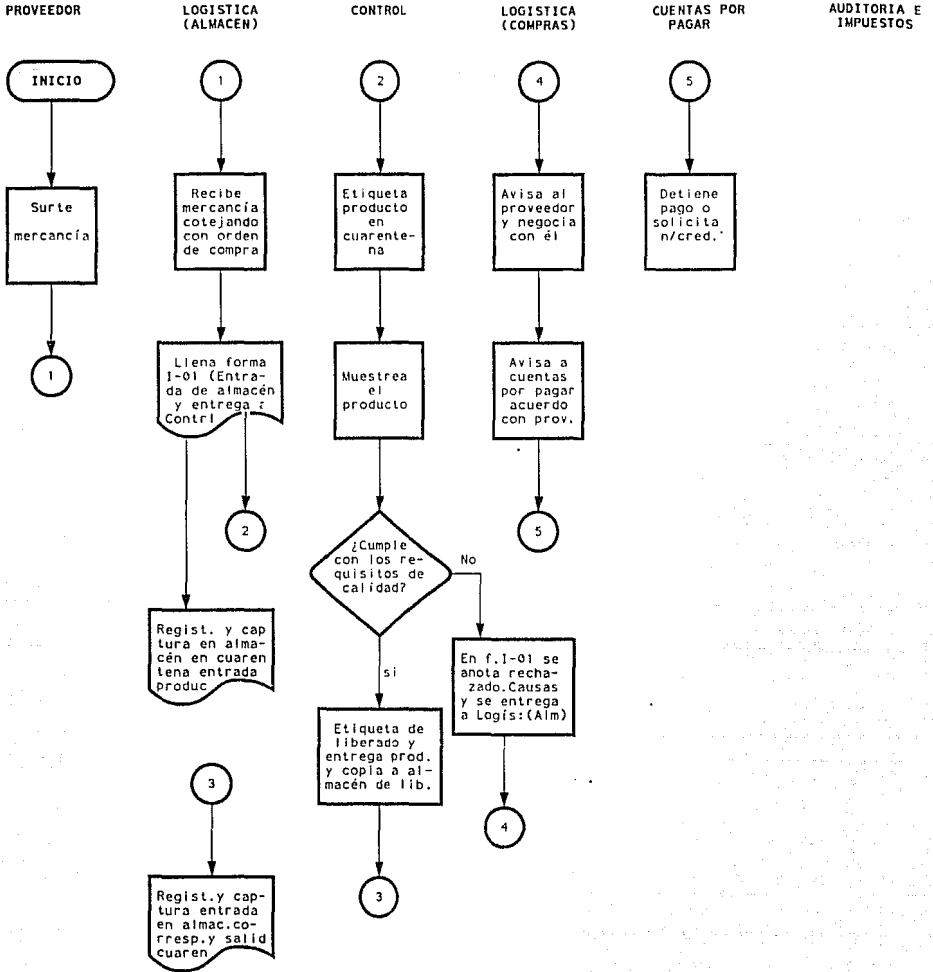 PROVEEDOR
LOGISTICA
(ALMACEN)
CONTROL
LOGISTICA
(COMPRAS)
CUENTAS POR
PAGAR
AUDITORIA E
IMPUESTOS
INICIO
Surte
mercancía
1
1
Recibe
mercancía
cotejando
con orden
de compra
Llena forma
I-01 (Entra-
da de almacén
y entrega a
Contrl
2
Regist. y cap
tura en alma-
cén en cuaren
tena entrada
produc
3
Regist.y cap-
tura entrada
en almac.co-
rresp.y salid
cuaren
2
Etiqueta
producto
en
cuarente-
na
Muestrea
el
producto
¿Cumple
con los re-
quisitos de
calidad?
No
si
Etiqueta de
liberado y
entrega prod.
y copia a al-
macén de lib.
3
En f.I-01 se
anota recha-
zado.Causas
y se entrega
a Logís:(Alm)
4
4
Avisa al
proveedor
y negocia
con él
Avisa a
cuentas
por pagar
acuerdo
con prov.
5
5
Detiene
pago o
solicita
n/cred.